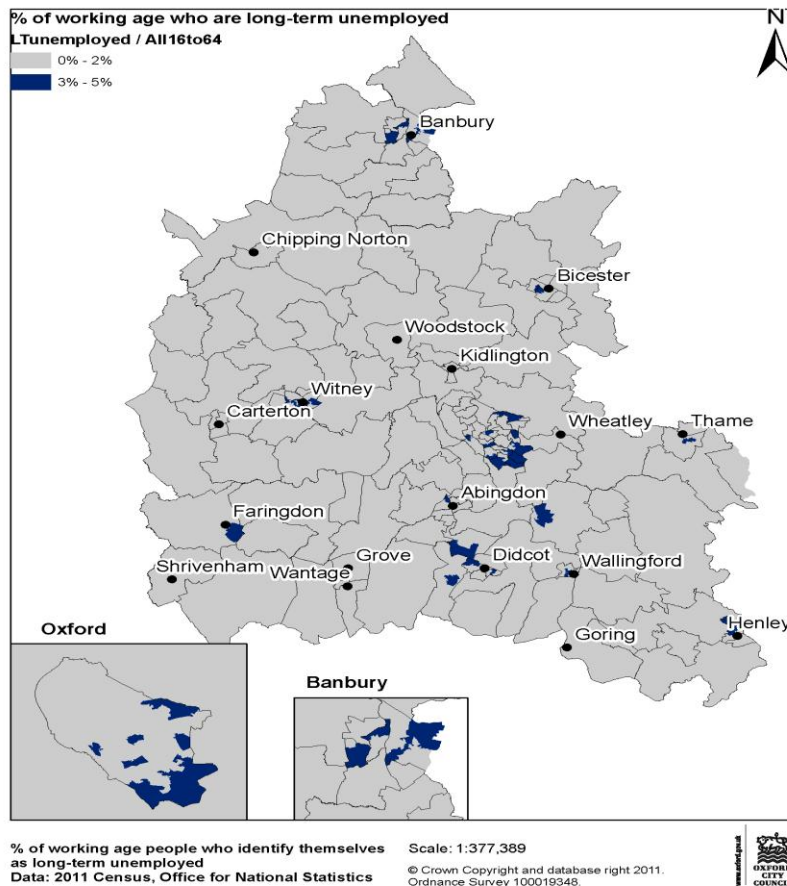 % of working age who are long-term unemployed
LTunemployed / All16to64
0% - 2%
3% - 5%
N
Banbury
Chipping Norton
Bicester
Woodstock
Kidlington
Witney
Carterton
Wheatley
Thame
Abingdon
Faringdon
Shrivenham
Grove
Wantage
Didcot
Wallingford
Henley
Goring
Oxford
Banbury
% of working age people who identify themselves
as long-term unemployed
Data: 2011 Census, Office for National Statistics
Scale: 1:377,389
© Crown Copyright and database right 2011.
Ordnance Survey 100019348.
www.oxford.gov.uk
OXFORD
CITY
COUNCIL